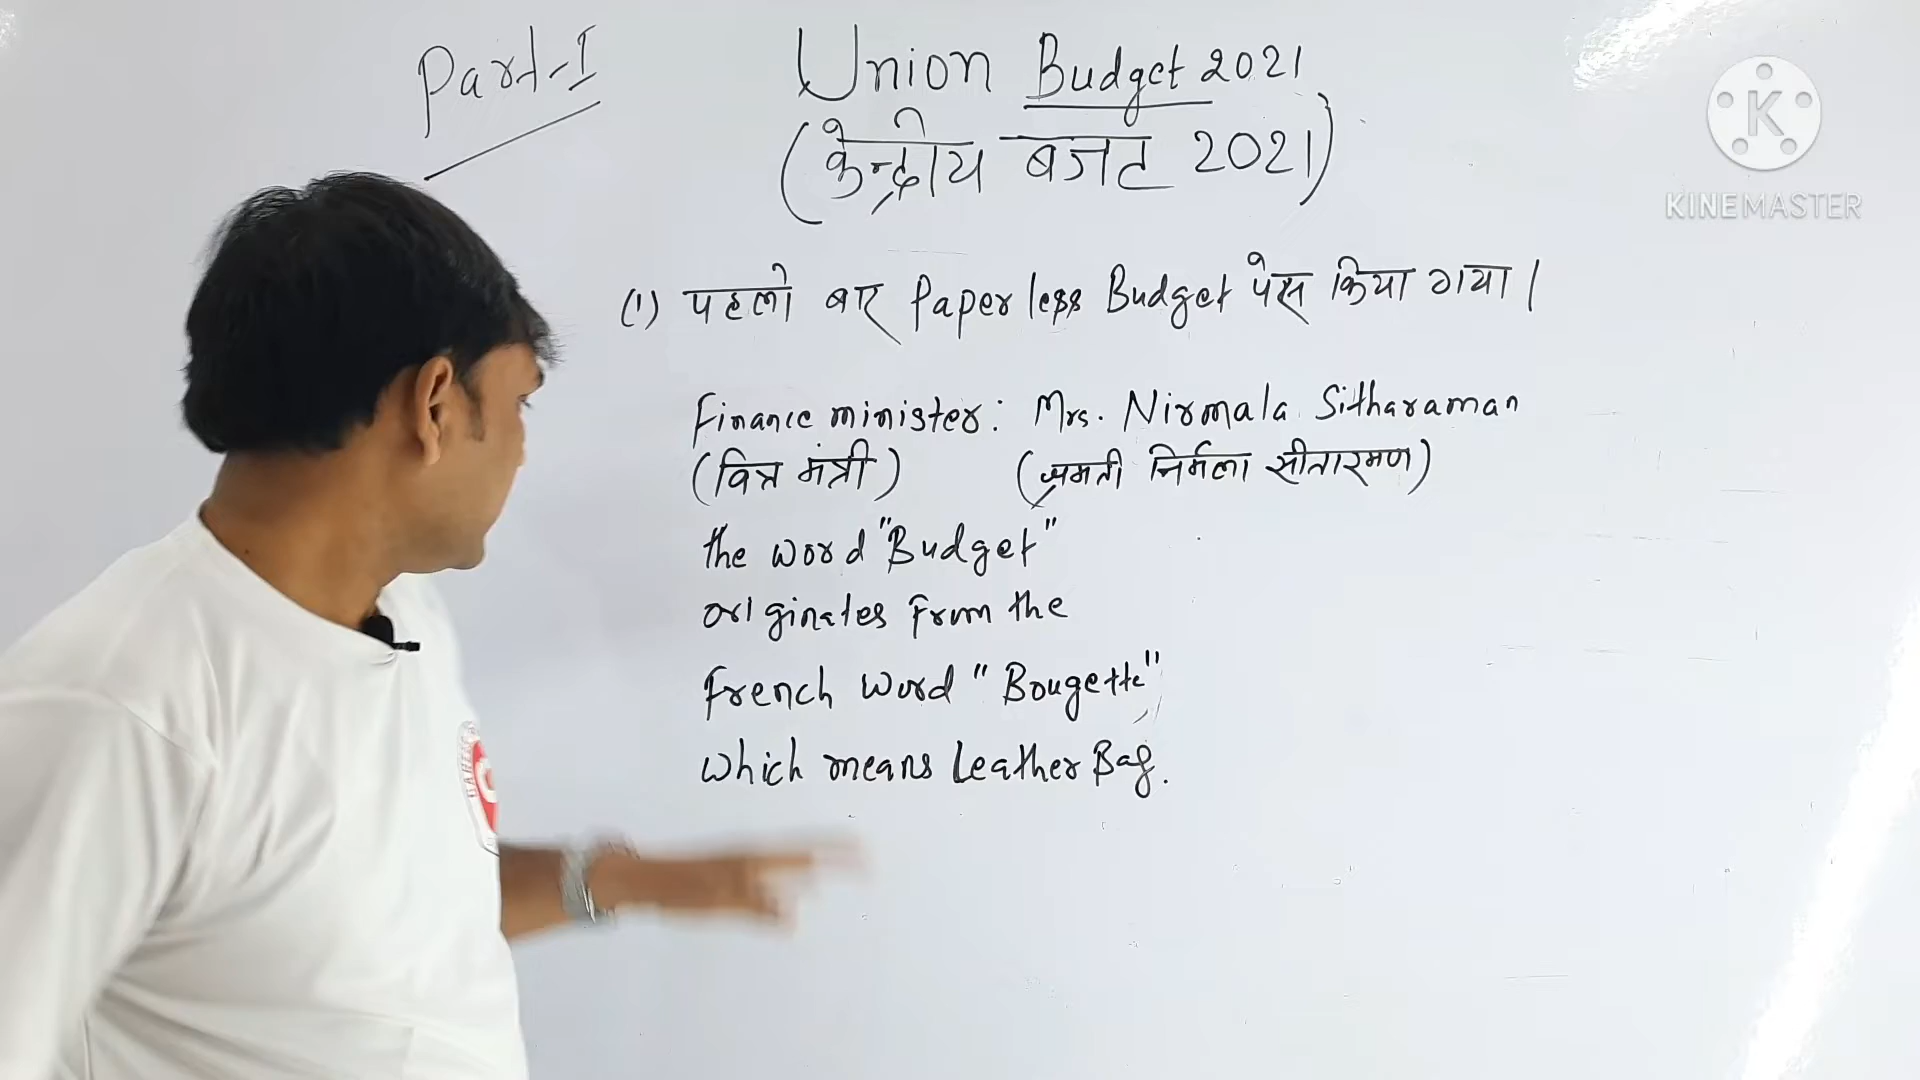 Part-I
Union Budget 2021
(केन्द्रीय बजट 2021)
(1) पहली बार Paperless Budget पेस किया गया।
Finance minister: Mrs. Nirmala Sitharaman
(वित्त मंत्री) (श्रमती निर्मला सीतारमण)
the word "Budget"
originates from the
French word "Bougette"
which means Leather Bag.
K
KINEMASTER